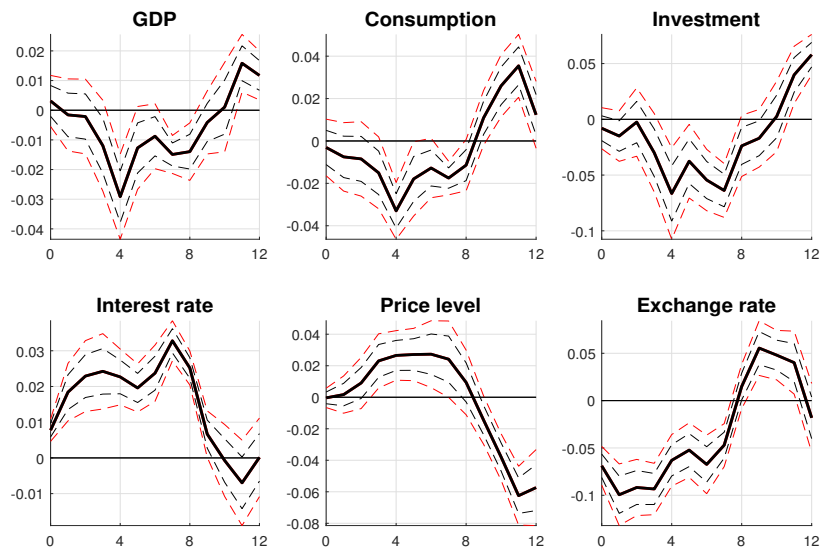 GDP
0.02
0.01
0
-0.01
-0.02
-0.03
-0.04
0 4 8 12
Consumption
0.04
0.02
0
-0.02
-0.04
0 4 8 12
Investment
0.05
0
-0.05
-0.1
0 4 8 12
Interest rate
0.03
0.02
0.01
0
-0.01
0 4 8 12
Price level
0.04
0.02
0
-0.02
-0.04
-0.06
-0.08
0 4 8 12
Exchange rate
0.05
0
-0.05
-0.1
0 4 8 12